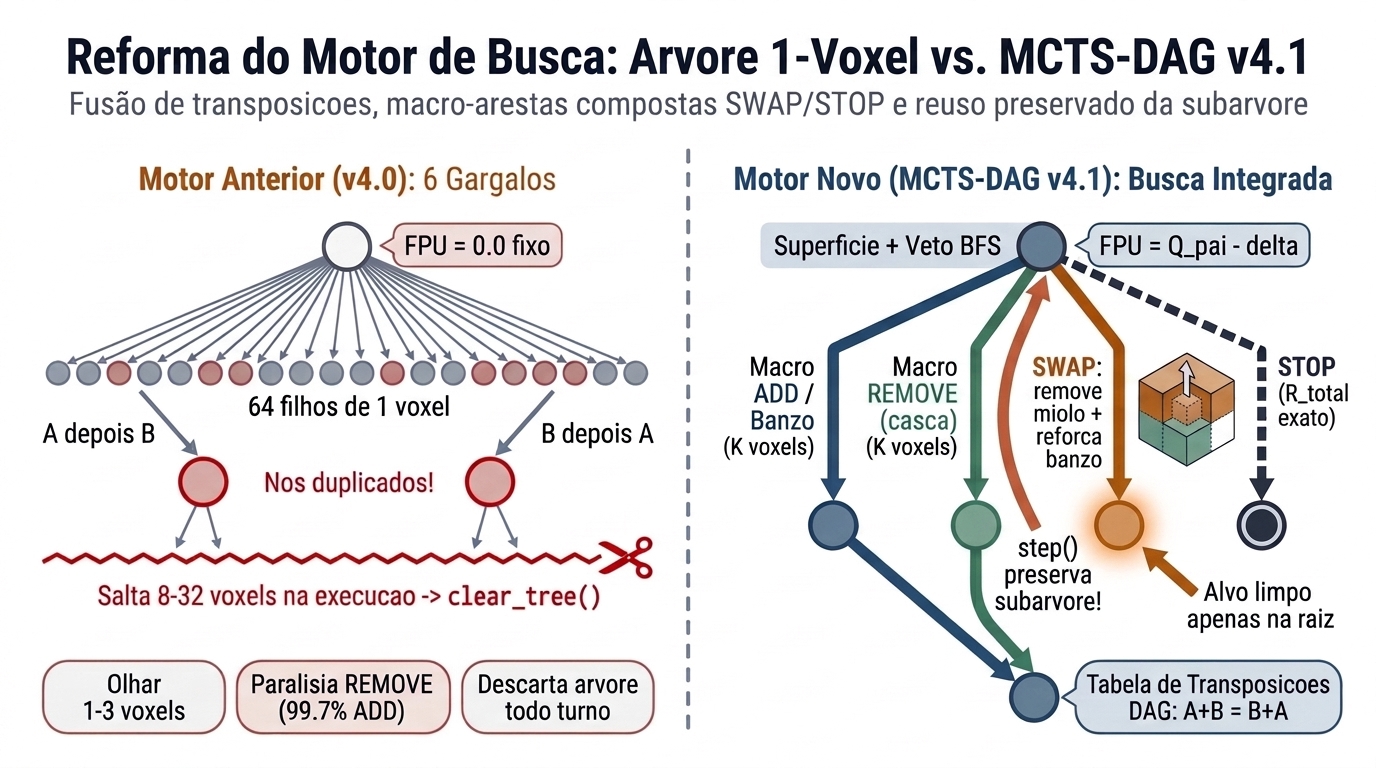 Reforma do Motor de Busca: Arvore 1-Voxel vs. MCTS-DAG v4.1
Fusão de transposicoes, macro-arestas compostas SWAP/STOP e reuso preservado da subarvore
Motor Anterior (v4.0): 6 Gargalos
FPU = 0.0 fixo
64 filhos de 1 voxel
A depois B
B depois A
Nos duplicados!
Salta 8-32 voxels na execucao -> clear_tree()
Olhar
1-3 voxels
Paralisia REMOVE
(99.7% ADD)
Descarta arvore
todo turno
Motor Novo (MCTS-DAG v4.1): Busca Integrada
Superficie + Veto BFS
FPU = Q_pai - delta
Macro
ADD /
Banzo
(K voxels)
Macro
REMOVE
(casca)
(K voxels)
SWAP:
remove
miolo +
reforca
banzo
STOP
(R_total
exato)
step()
preserva
subarvore!
Alvo limpo
apenas na raiz
Tabela de Transposicoes
DAG: A+B = B+A